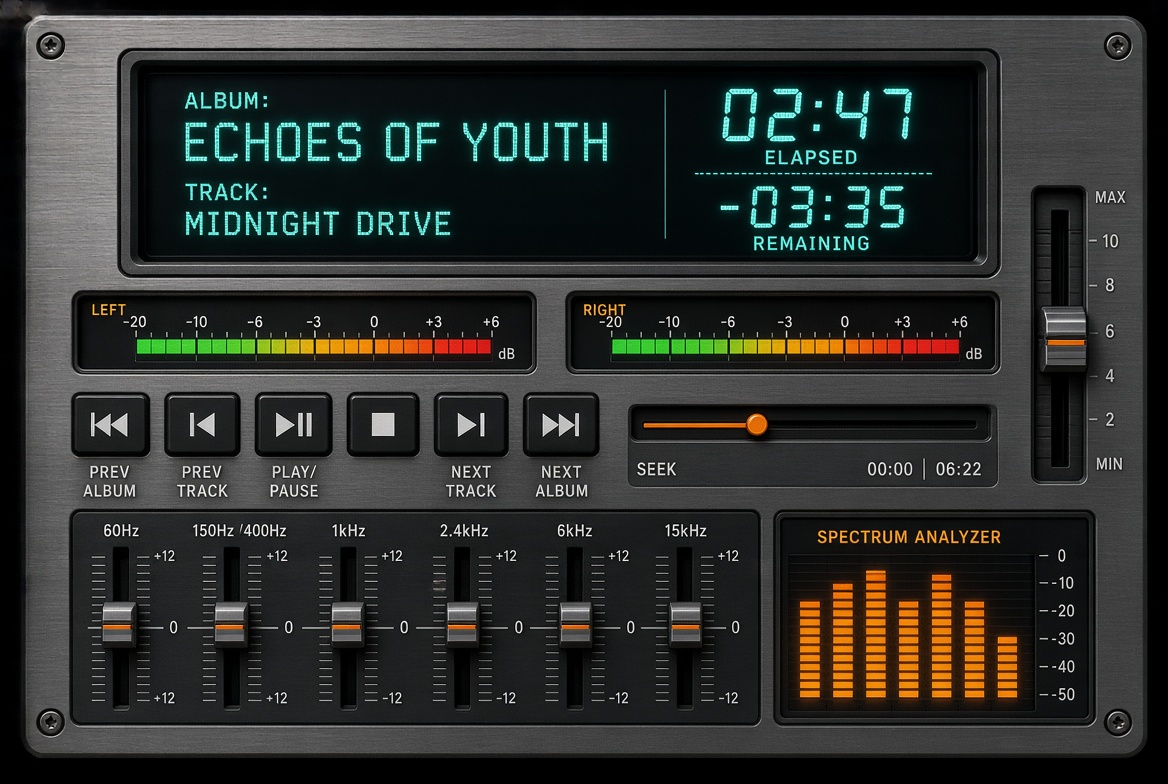 ALBUM:
ECHOES OF YOUTH
TRACK:
MIDNIGHT DRIVE
02:47
ELAPSED
-03:35
REMAINING
MAX
10
8
6
4
2
MIN
LEFT
-20 -10 -6 -3 0 +3 +6
dB
RIGHT
-20 -10 -6 -3 0 +3 +6
dB
PREV
ALBUM
PREV
TRACK
PLAY/
PAUSE
NEXT
TRACK
NEXT
ALBUM
SEEK
00:00 | 06:22
60Hz 150Hz /400Hz 1kHz 2.4kHz 6kHz 15kHz
+12 +12 +12 +12 +12 +12
0 0 0 0 0 0
+12 +12 -12 -12 -12 -12
SPECTRUM ANALYZER
0
-10
-20
-30
-40
-50